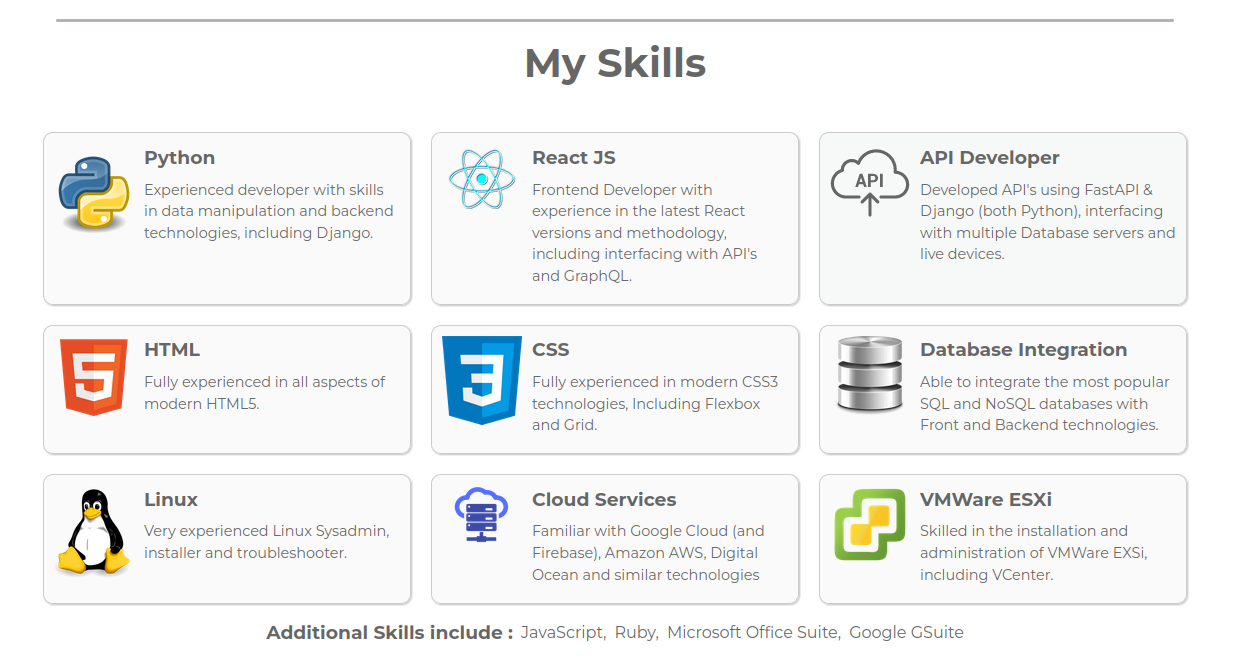 My Skills
Python
Experienced developer with skills
in data manipulation and backend
technologies, including Django.
React JS
Frontend Developer with
experience in the latest React
versions and methodology,
including interfacing with API's
and GraphQL.
API
API Developer
Developed API's using FastAPI &
Django (both Python), interfacing
with multiple Database servers and
live devices.
5
HTML
Fully experienced in all aspects of
modern HTML5.
3
CSS
Fully experienced in modern CSS3
technologies, Including Flexbox
and Grid.
Database Integration
Able to integrate the most popular
SQL and NoSQL databases with
Front and Backend technologies.
Linux
Very experienced Linux Sysadmin,
installer and troubleshooter.
Cloud Services
Familiar with Google Cloud (and
Firebase), Amazon AWS, Digital
Ocean and similar technologies
VMWare ESXi
Skilled in the installation and
administration of VMWare EXSi,
including VCenter.
Additional Skills include : JavaScript, Ruby, Microsoft Office Suite, Google GSuite